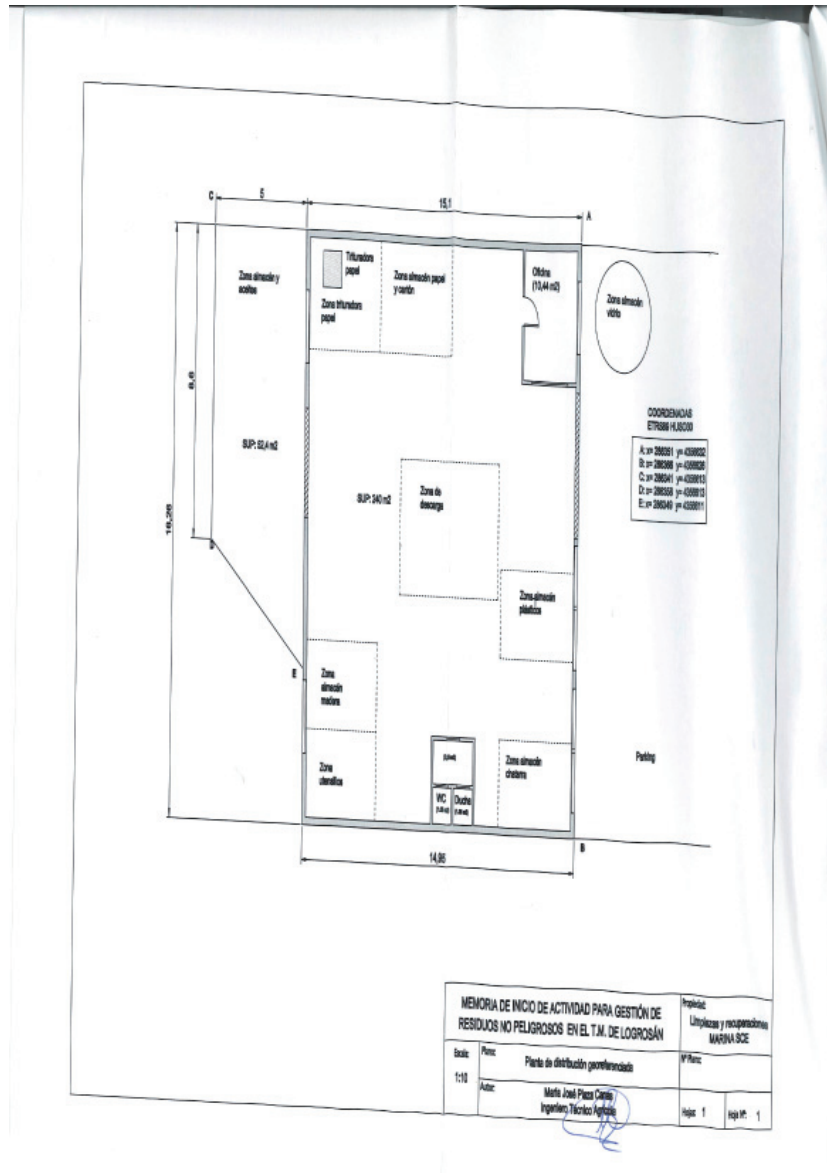 C
5
15,1
A
Zona almacén y
aceites
Trituradora
papel
Zona trituradora
papel
Zona almacén papel
y cartón
Oficina
(10,44 m2)
Zona almacén
vidrio
8,6
18,26
SUP: 52,4 m2
SUP: 240 m2
Zona de
descarga
COORDENADAS
ETRS89 HUSO30
Zona almacén
plásticos
E
Zona
almacén
madera
Zona
utensilios
WC
Ducha
Zona almacén
chatarra
Parking
B
14,95
MEMORIA DE INICIO DE ACTIVIDAD PARA GESTIÓN DE
RESIDUOS NO PELIGROSOS EN EL T.M. DE LOGROSÁN
Propiedad:
Limpiezas y recuperaciones
MARINA SCE
Escala:
1:10
Plano:
Planta de distribución georeferenciada
Nº Plano:
Autor:
María José Plaza
Ingeniero Técnico Agrícola
Hojas: 1
Hoja Nº: 1